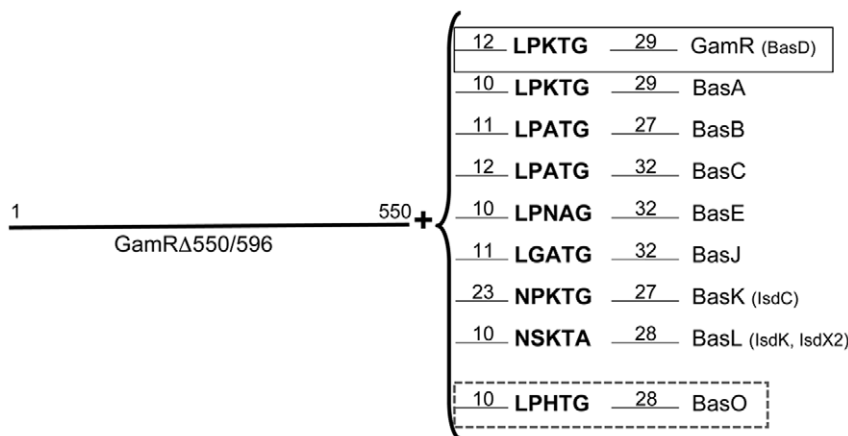 12 LPKTG 29 GamR (BasD)
10 LPKTG 29 BasA
11 LPATG 27 BasB
12 LPATG 32 BasC
1 550 +
10 LPNAG 32 BasE
GamRΔ550/596
11 LGATG 32 BasJ
23 NPKTG 27 BasK (IsdC)
10 NSKTA 28 BasL (IsdK, IsdX2)
10 LPHTG 28 BasO